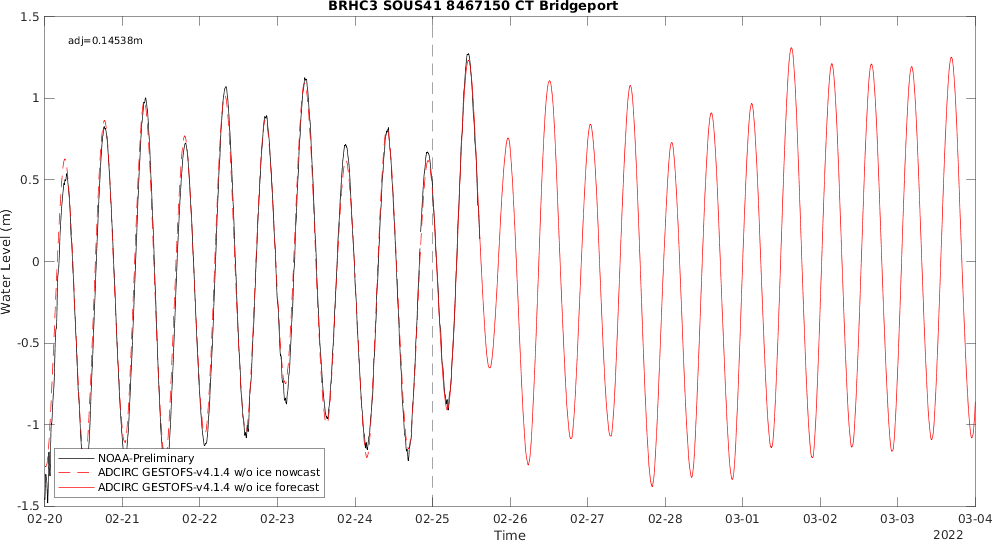 BRHC3 SOUS41 8467150 CT Bridgeport
adj=0.14538m
1.5
1
0.5
0
-0.5
-1
-1.5
Water Level (m)
NOAA-Preliminary
ADCIRC GESTOFS-v4.1.4 w/o ice nowcast
ADCIRC GESTOFS-v4.1.4 w/o ice forecast
02-20 02-21 02-22 02-23 02-24 02-25 02-26 02-27 02-28 03-01 03-02 03-03 03-04
Time
2022